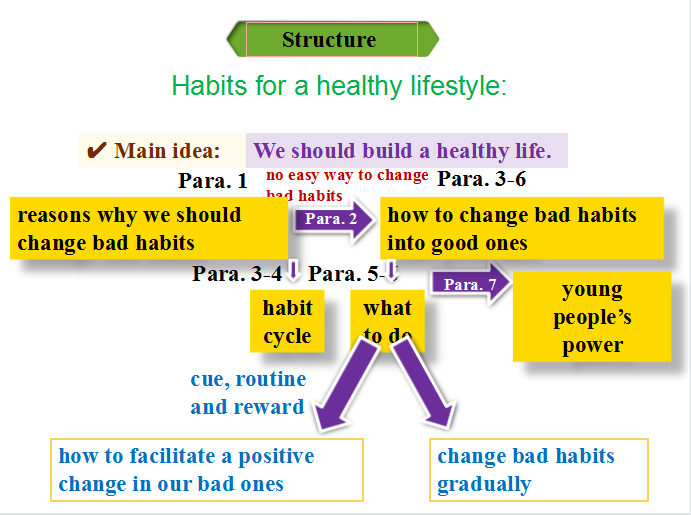 Structure
Habits for a healthy lifestyle:
✔ Main idea: We should build a healthy life.
Para. 1
no easy way to change
bad habits
Para. 3-6
reasons why we should
change bad habits
Para. 2
how to change bad habits
into good ones
Para. 3-4
Para. 5-
Para. 7
habit
cycle
what
to do
young
people’s
power
cue, routine
and reward
how to facilitate a positive
change in our bad ones
change bad habits
gradually